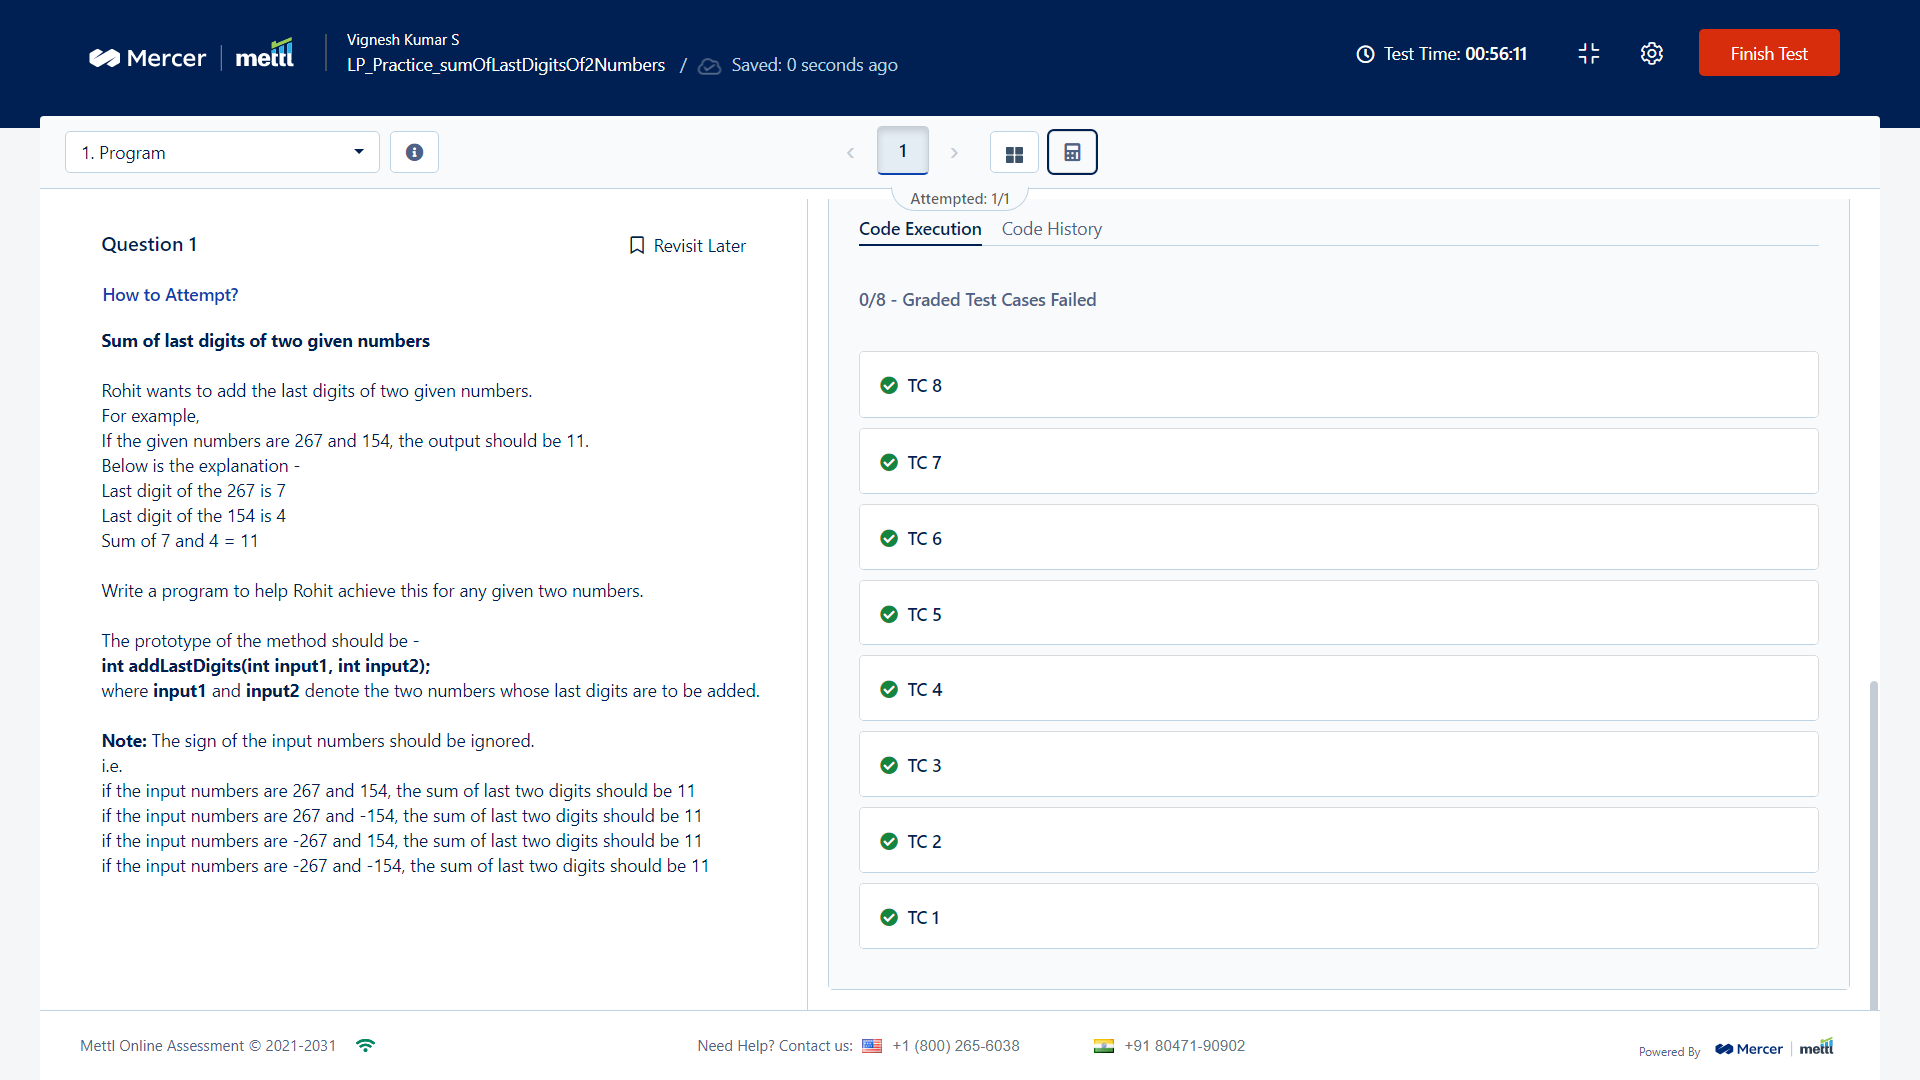 Mercer
mettl
Vignesh Kumar S
LP_Practice_sumOfLastDigitsOf2Numbers / Saved: 0 seconds ago
Test Time: 00:56:11
Finish Test
1. Program
1
Attempted: 1/1
Question 1
Revisit Later
How to Attempt?
Sum of last digits of two given numbers
Rohit wants to add the last digits of two given numbers.
For example,
If the given numbers are 267 and 154, the output should be 11.
Below is the explanation -
Last digit of the 267 is 7
Last digit of the 154 is 4
Sum of 7 and 4 = 11
Write a program to help Rohit achieve this for any given two numbers.
The prototype of the method should be -
int addLastDigits(int input1, int input2);
where input1 and input2 denote the two numbers whose last digits are to be added.
Note: The sign of the input numbers should be ignored.
i.e.
if the input numbers are 267 and 154, the sum of last two digits should be 11
if the input numbers are 267 and -154, the sum of last two digits should be 11
if the input numbers are -267 and 154, the sum of last two digits should be 11
if the input numbers are -267 and -154, the sum of last two digits should be 11
Code Execution
Code History
0/8 - Graded Test Cases Failed
TC 8
TC 7
TC 6
TC 5
TC 4
TC 3
TC 2
TC 1
Mettl Online Assessment © 2021-2031
Need Help? Contact us: +1 (800) 265-6038
+91 80471-90902
Powered By
Mercer
mettl